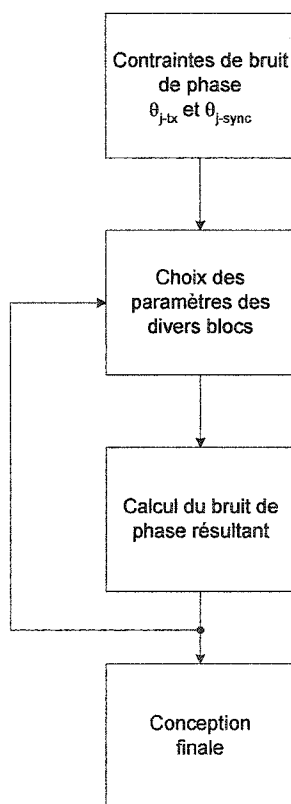 Contraintes de bruit
de phase
θj-tx et θj-sync
Choix des
paramètres des
divers blocs
Calcul du bruit de
phase résultant
Conception
finale